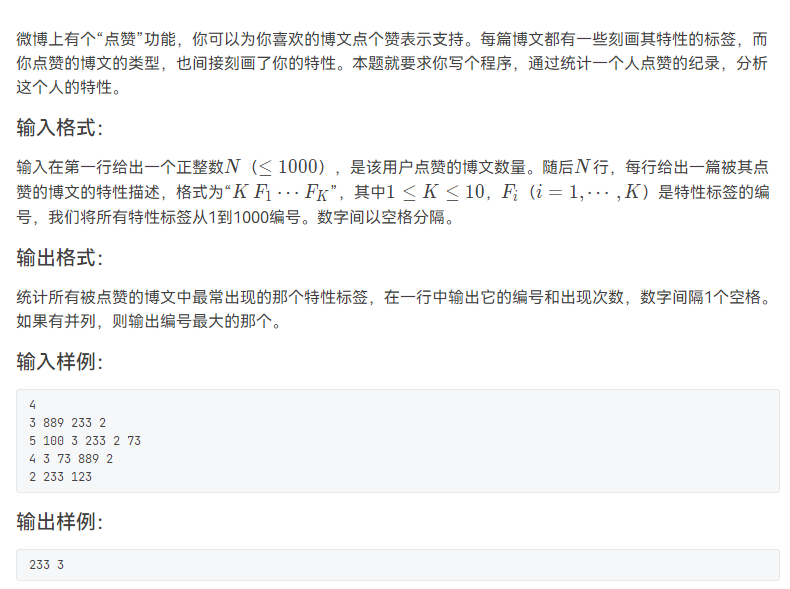 微博上有个“点赞”功能，你可以为你喜欢的博文点个赞表示支持。每篇博文都有一些刻画其特性的标签，而
你点赞的博文的类型，也间接刻画了你的特性。本题就要求你写个程序，通过统计一个人点赞的纪录，分析
这个人的特性。
输入格式：
输入在第一行给出一个正整数N（≤ 1000），是该用户点赞的博文数量。随后N行，每行给出一篇被其点
赞的博文的特性描述，格式为“K F₁ ⋯ F_K”，其中1 ≤ K ≤ 10，F_i（i = 1, ⋯ , K）是特性标签的编
号，我们将所有特性标签从1到1000编号。数字间以空格分隔。
输出格式：
统计所有被点赞的博文中最常出现的那个特性标签，在一行中输出它的编号和出现次数，数字间隔1个空格。
如果有并列，则输出编号最大的那个。
输入样例：
4
3 889 233 2
5 100 3 233 2 73
4 3 73 889 2
2 233 123
输出样例：
233 3